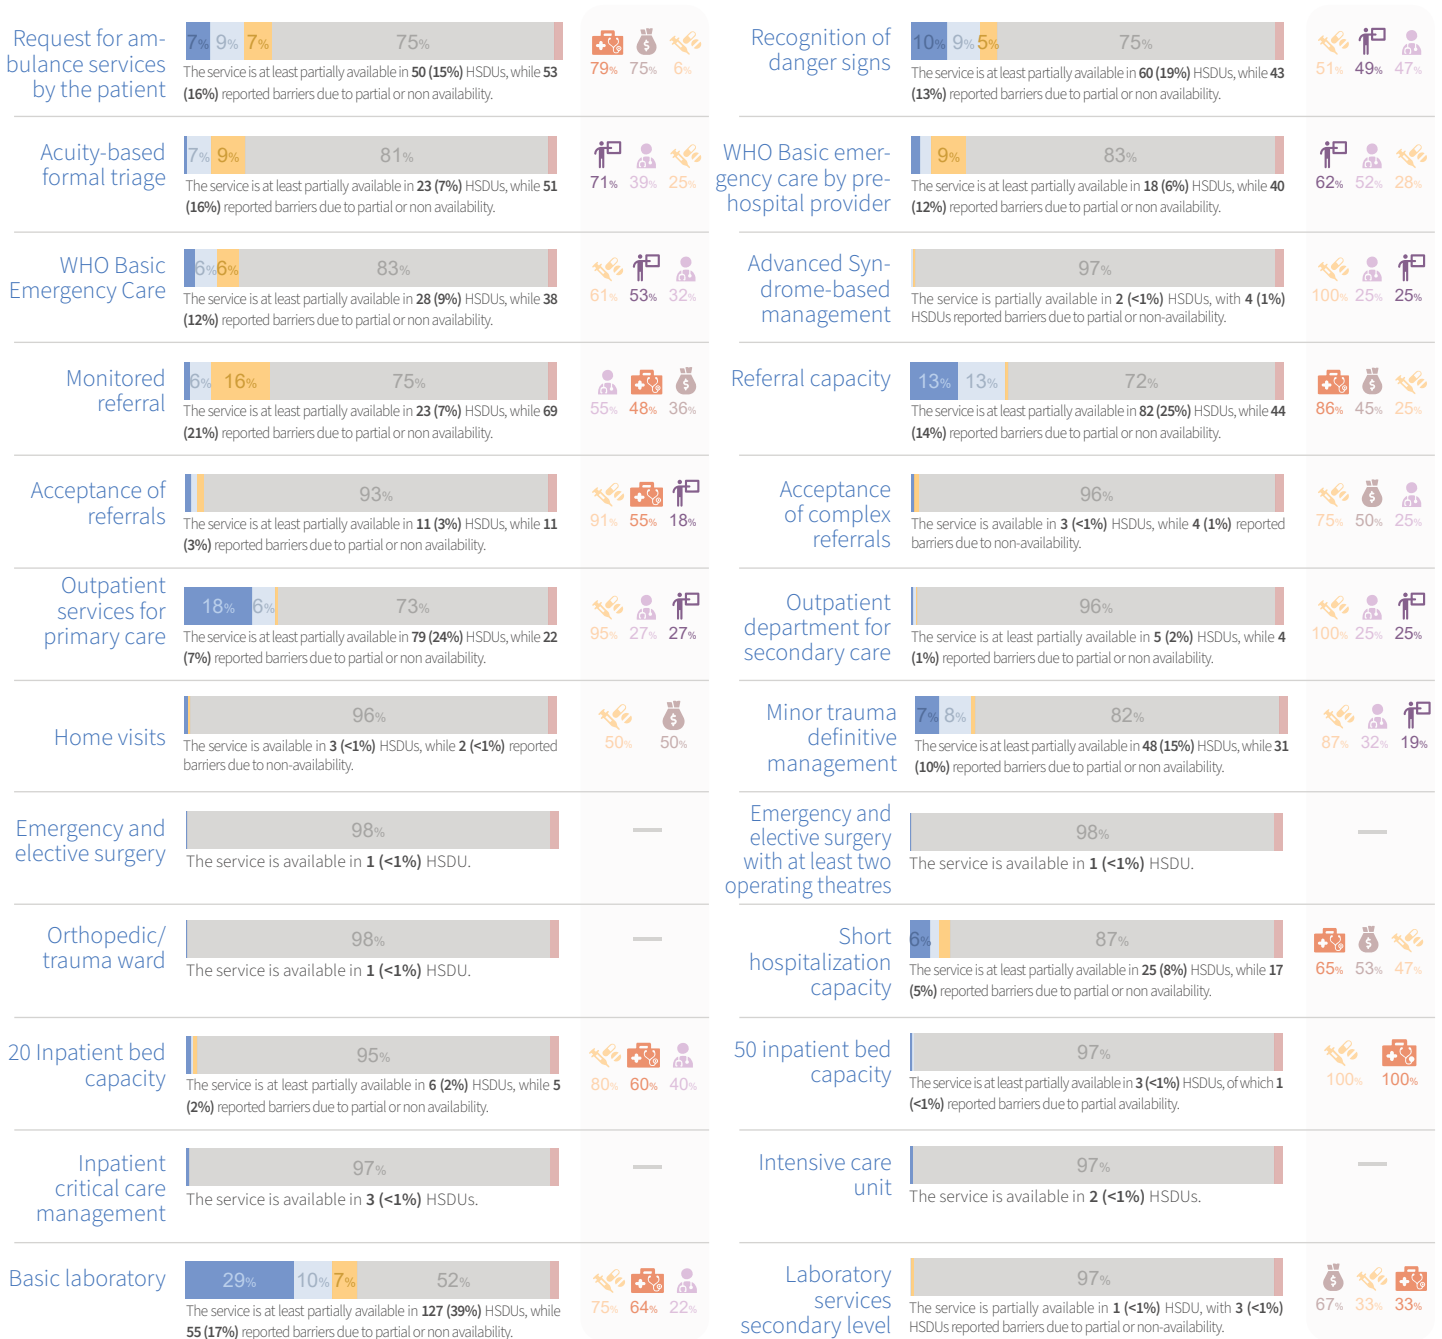 Request for am-
bulance services
by the patient
7% 9% 7% 75%
The service is at least partially available in 50 (15%) HSDUs, while 53
(16%) reported barriers due to partial or non availability.
79% 75% 6%
Recognition of
danger signs
10% 9% 5% 75%
The service is at least partially available in 60 (19%) HSDUs, while 43
(13%) reported barriers due to partial or non availability.
51% 49% 47%
Acuity-based
formal triage
7% 9% 81%
The service is at least partially available in 23 (7%) HSDUs, while 51
(16%) reported barriers due to partial or non availability.
71% 39% 25%
WHO Basic emer-
gency care by pre-
hospital provider
9% 83%
The service is at least partially available in 18 (6%) HSDUs, while 40
(12%) reported barriers due to partial or non availability.
62% 52% 28%
WHO Basic
Emergency Care
6% 6% 83%
The service is at least partially available in 28 (9%) HSDUs, while 38
(12%) reported barriers due to partial or non availability.
61% 53% 32%
Advanced Syn-
drome-based
management
97%
The service is partially available in 2 (<1%) HSDUs, with 4 (1%)
HSDUs reported barriers due to partial or non-availability.
100% 25% 25%
Monitored
referral
6% 16% 75%
The service is at least partially available in 23 (7%) HSDUs, while 69
(21%) reported barriers due to partial or non availability.
55% 48% 36%
Referral capacity
13% 13% 72%
The service is at least partially available in 82 (25%) HSDUs, while 44
(14%) reported barriers due to partial or non availability.
86% 45% 25%
Acceptance of
referrals
93%
The service is at least partially available in 11 (3%) HSDUs, while 11
(3%) reported barriers due to partial or non availability.
91% 55% 18%
Acceptance
of complex
referrals
96%
The service is available in 3 (<1%) HSDUs, while 4 (1%) reported
barriers due to non-availability.
75% 50% 25%
Outpatient
services for
primary care
18% 6% 73%
The service is at least partially available in 79 (24%) HSDUs, while 22
(7%) reported barriers due to partial or non availability.
95% 27% 27%
Outpatient
department for
secondary care
96%
The service is at least partially available in 5 (2%) HSDUs, while 4
(1%) reported barriers due to partial or non availability.
100% 25% 25%
Home visits
96%
The service is available in 3 (<1%) HSDUs, while 2 (<1%) reported
barriers due to non-availability.
50% 50%
Minor trauma
definitive
management
7% 8% 82%
The service is at least partially available in 48 (15%) HSDUs, while 31
(10%) reported barriers due to partial or non availability.
87% 32% 19%
Emergency and
elective surgery
98%
The service is available in 1 (<1%) HSDU.
—
Emergency and
elective surgery
with at least two
operating theatres
98%
The service is available in 1 (<1%) HSDU.
—
Orthopedic/
trauma ward
98%
The service is available in 1 (<1%) HSDU.
—
Short
hospitalization
capacity
6% 87%
The service is at least partially available in 25 (8%) HSDUs, while 17
(5%) reported barriers due to partial or non availability.
65% 53% 47%
20 Inpatient bed
capacity
95%
The service is at least partially available in 6 (2%) HSDUs, while 5
(2%) reported barriers due to partial or non availability.
80% 60% 40%
50 inpatient bed
capacity
97%
The service is at least partially available in 3 (<1%) HSDUs, of which 1
(<1%) reported barriers due to partial availability.
100% 100%
Inpatient
critical care
management
97%
The service is available in 3 (<1%) HSDUs.
—
Intensive care
unit
97%
The service is available in 2 (<1%) HSDUs.
—
Basic laboratory
29% 10% 7% 52%
The service is at least partially available in 127 (39%) HSDUs, while
55 (17%) reported barriers due to partial or non availability.
75% 64% 22%
Laboratory
services
secondary level
97%
The service is partially available in 1 (<1%) HSDU, with 3 (<1%)
HSDUs reported barriers due to partial or non-availability.
67% 33% 33%